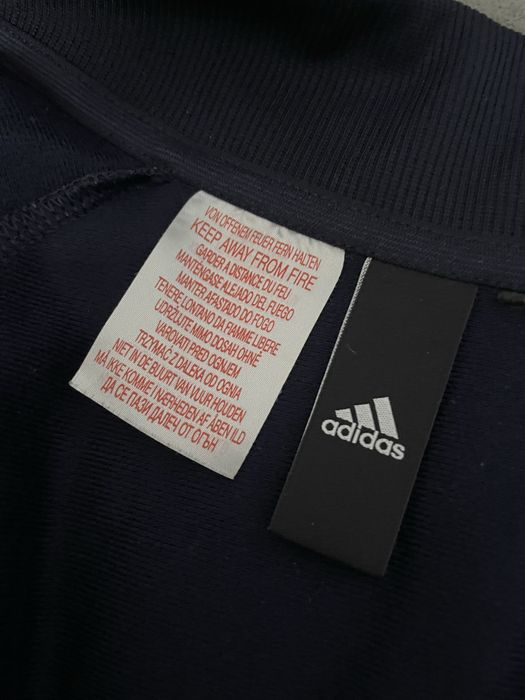 VON OFFENEM FEUER FERN HALTEN
KEEP AWAY FROM FIRE
GARDER A DISTANCE DU FEU
MANTENGASE ALEJADO DEL FUEGO
MANTER AFASTADO DO FOGO
TENERE LONTANO DA FIAMME LIBERE
UDRŽUJTE MIMO DOSAH OHNĚ
VAROVATI PRED OGNJEM
TRZYMAĆ Z DALEKA OD OGNIA
NIET IN DE BUURT VAN VUUR HOUDEN
MÅ IKKE KOMME I NÆRHEDEN AF ÅBEN ILD
ДА СЕ ПАЗИ ДАЛЕЧ ОТ ОГЪН
adidas